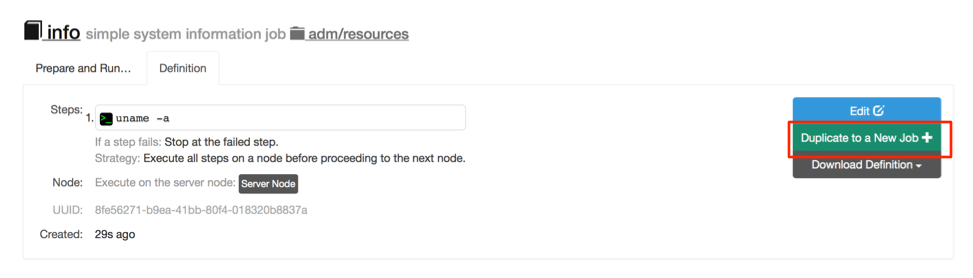 info simple system information job adm/resources
Prepare and Run… Definition
Steps: 1. >_ uname -a
Edit
If a step fails: Stop at the failed step.
Duplicate to a New Job +
Strategy: Execute all steps on a node before proceeding to the next node.
Download Definition
Node: Execute on the server node: Server Node
UUID: 8fe56271-b9ea-41bb-80f4-018320b8837a
Created: 29s ago